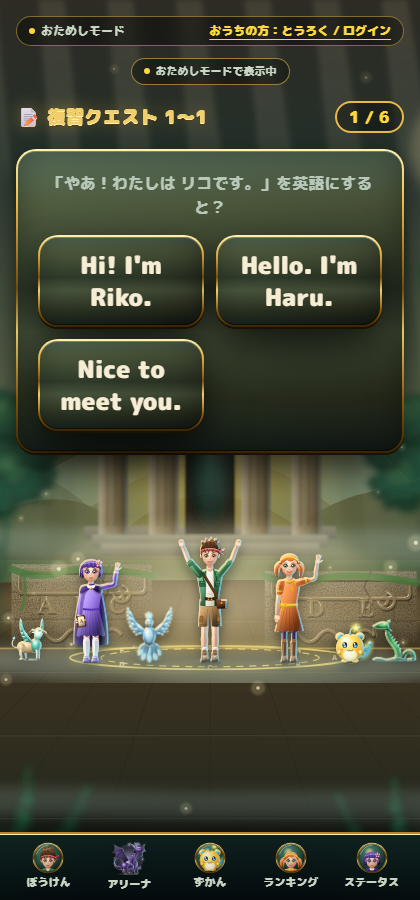 おためしモード
おうちの方：とうろく / ログイン
おためしモードで表示中
復習クエスト 1〜1
1 / 6
「やあ！わたしは リコです。」を英語にする
と？
Hi! I'm
Riko.
Hello. I'm
Haru.
Nice to
meet you.
A
D E
ぼうけん
アリーナ
ずかん
ランキング
ステータス